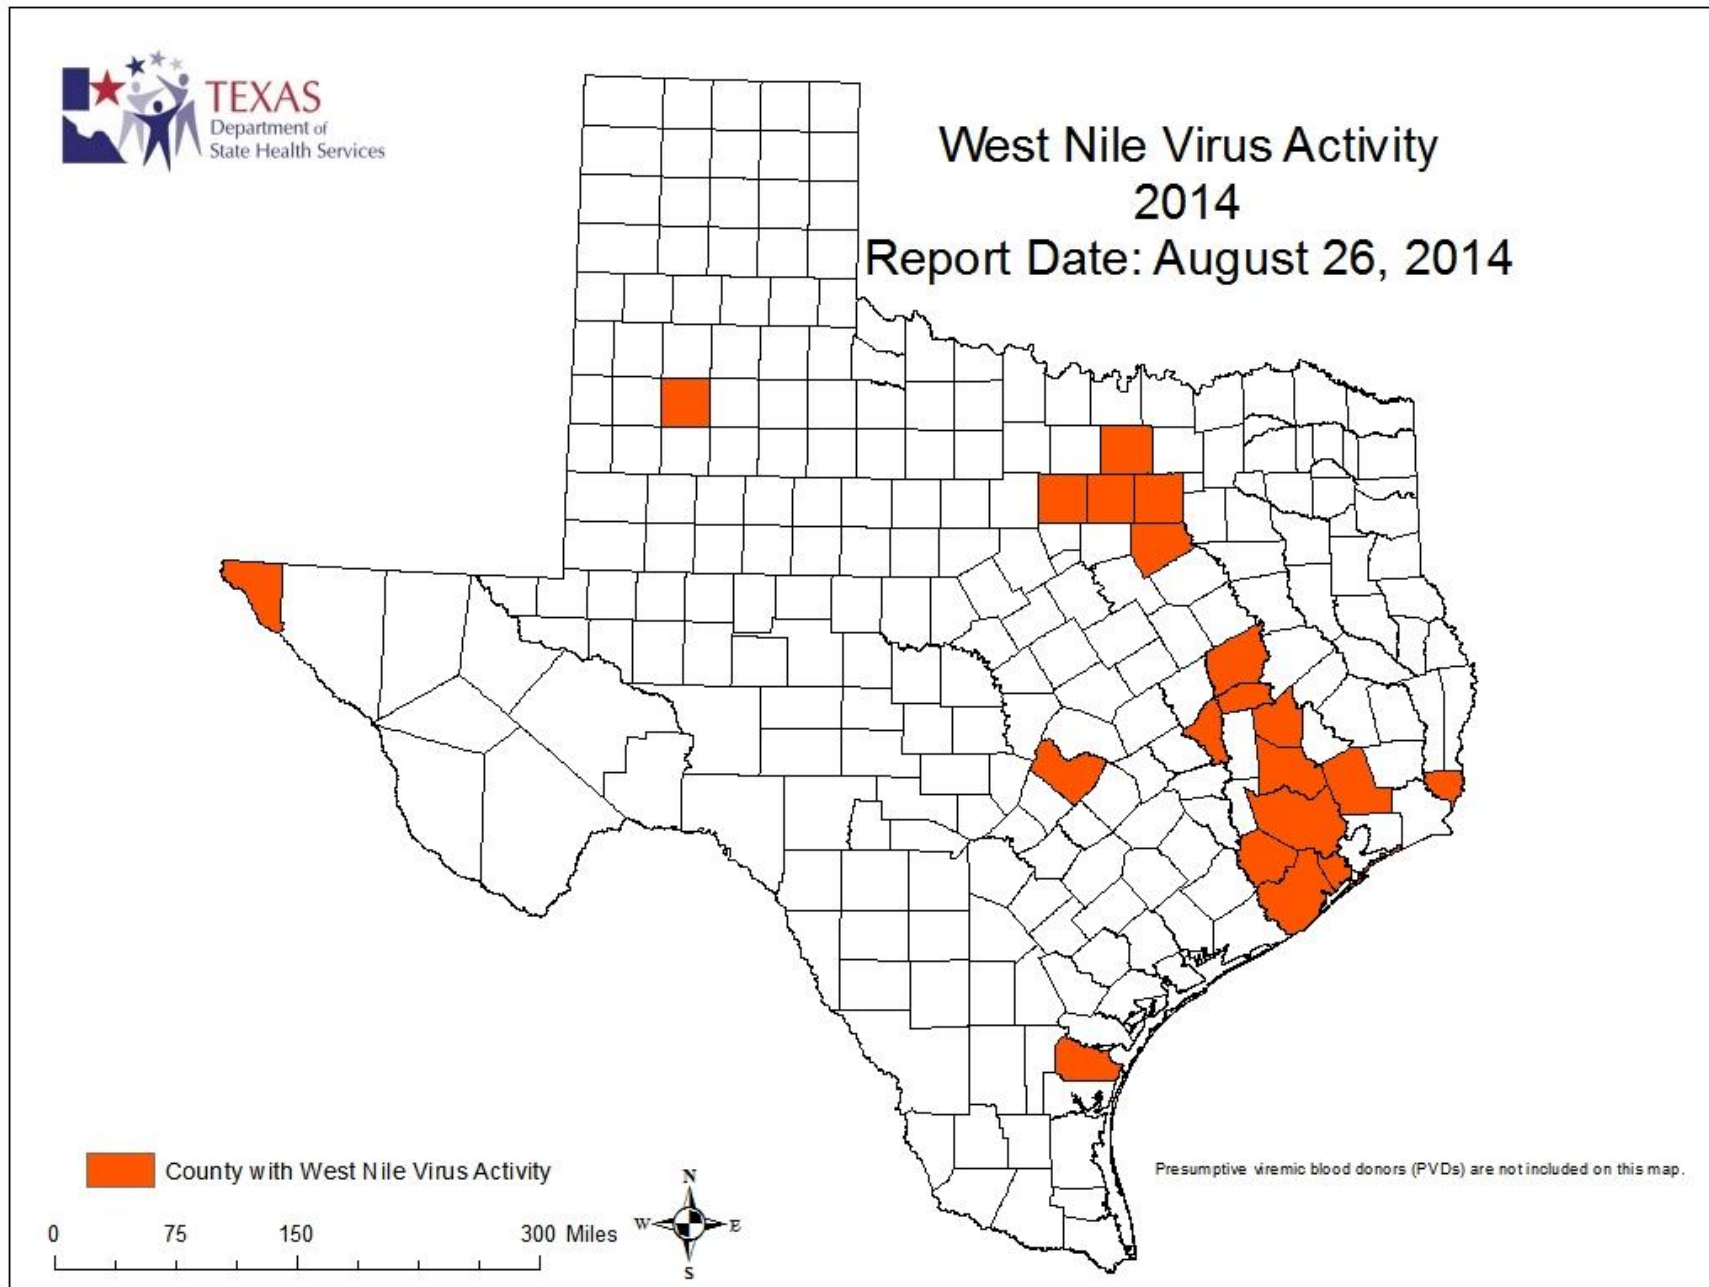 TEXAS
Department of
State Health Services
West Nile Virus Activity
2014
Report Date: August 26, 2014
County with West Nile Virus Activity
Presumptive viremic blood donors (PVDs) are not included on this map.
0 75 150 300 Miles
N
W E
S